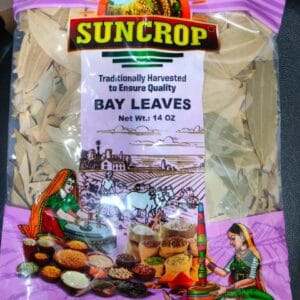 SUNCROP
Traditionally Harvested
to Ensure Quality
BAY LEAVES
Net Wt.: 14 OZ